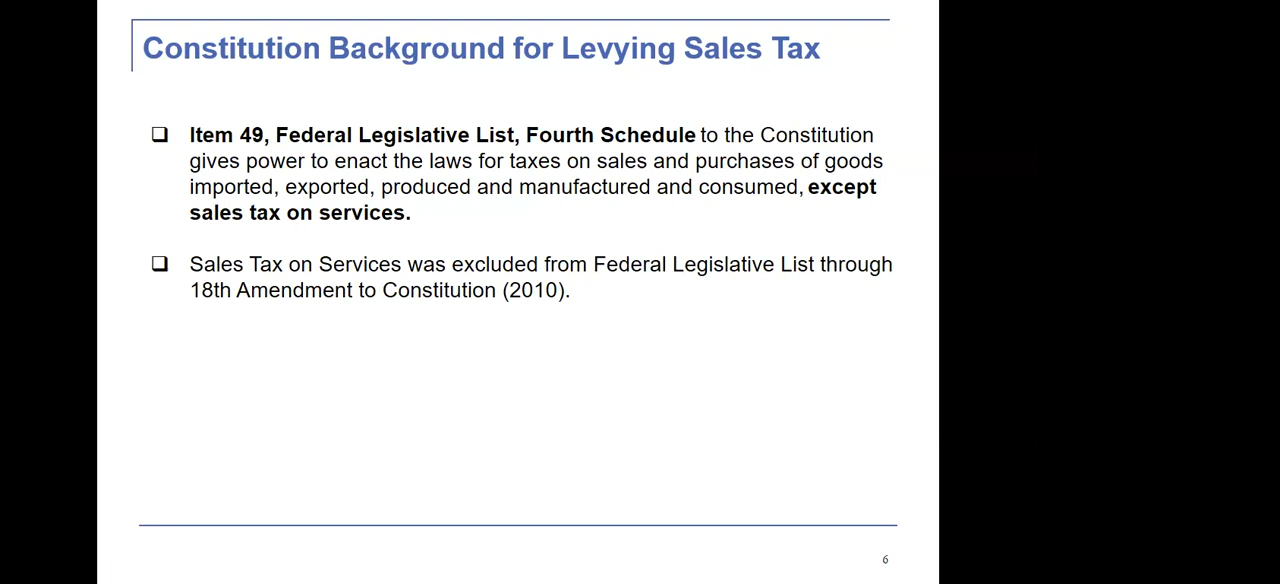 Constitution Background for Levying Sales Tax
Item 49, Federal Legislative List, Fourth Schedule to the Constitution
gives power to enact the laws for taxes on sales and purchases of goods
imported, exported, produced and manufactured and consumed, except
sales tax on services.
Sales Tax on Services was excluded from Federal Legislative List through
18th Amendment to Constitution (2010).
6